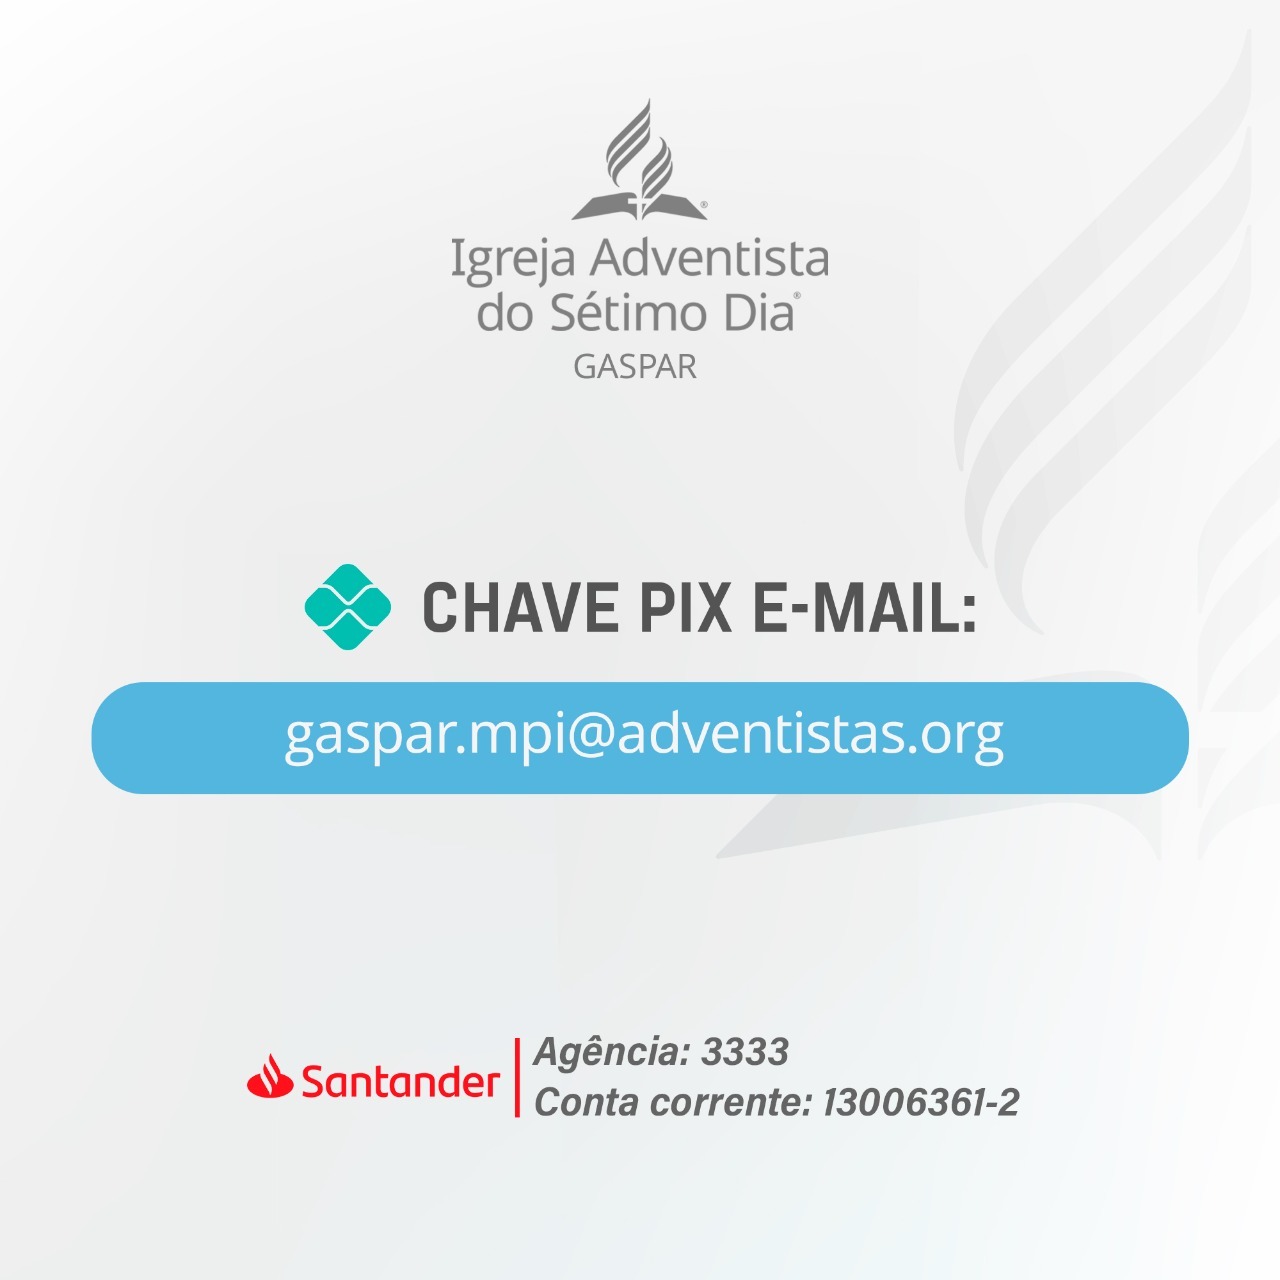 Igreja Adventista
do Sétimo Dia®
GASPAR
CHAVE PIX E-MAIL:
gaspar.mpi@adventistas.org
Santander
Agência: 3333
Conta corrente: 13006361-2